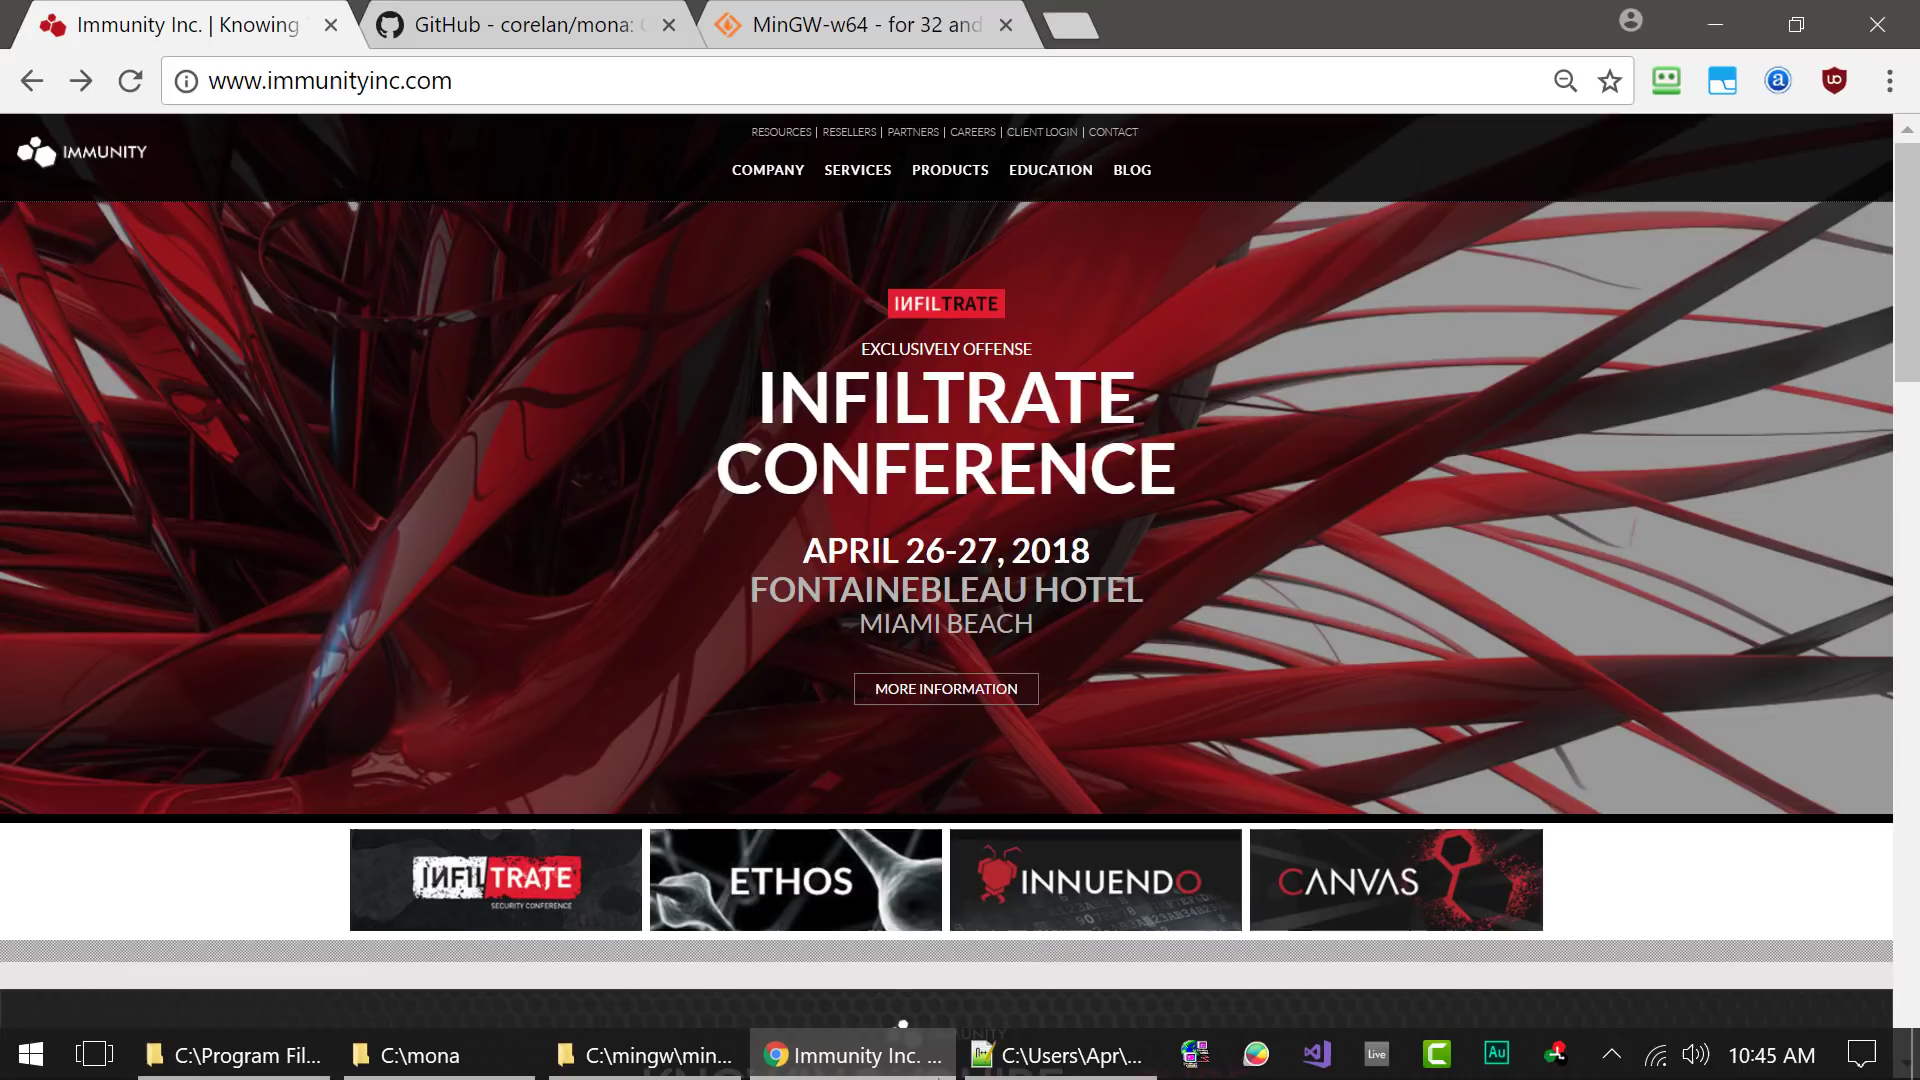 Immunity Inc. | Knowing
GitHub - corelan/mona:
MinGW-w64 - for 32 and
www.immunityinc.com
RESOURCES | RESELLERS | PARTNERS | CAREERS | CLIENT LOGIN | CONTACT
IMMUNITY
COMPANY SERVICES PRODUCTS EDUCATION BLOG
INFILTRATE
EXCLUSIVELY OFFENSE
INFILTRATE
CONFERENCE
APRIL 26-27, 2018
FONTAINEBLEAU HOTEL
MIAMI BEACH
MORE INFORMATION
INFILTRATE
SECURITY CONFERENCE
ETHOS
INNUENDO
CANVAS
C:\Program Fil...
C:\mona
C:\mingw\min...
Immunity Inc. ...
C:\Users\Apr\...
Live
Au
10:45 AM